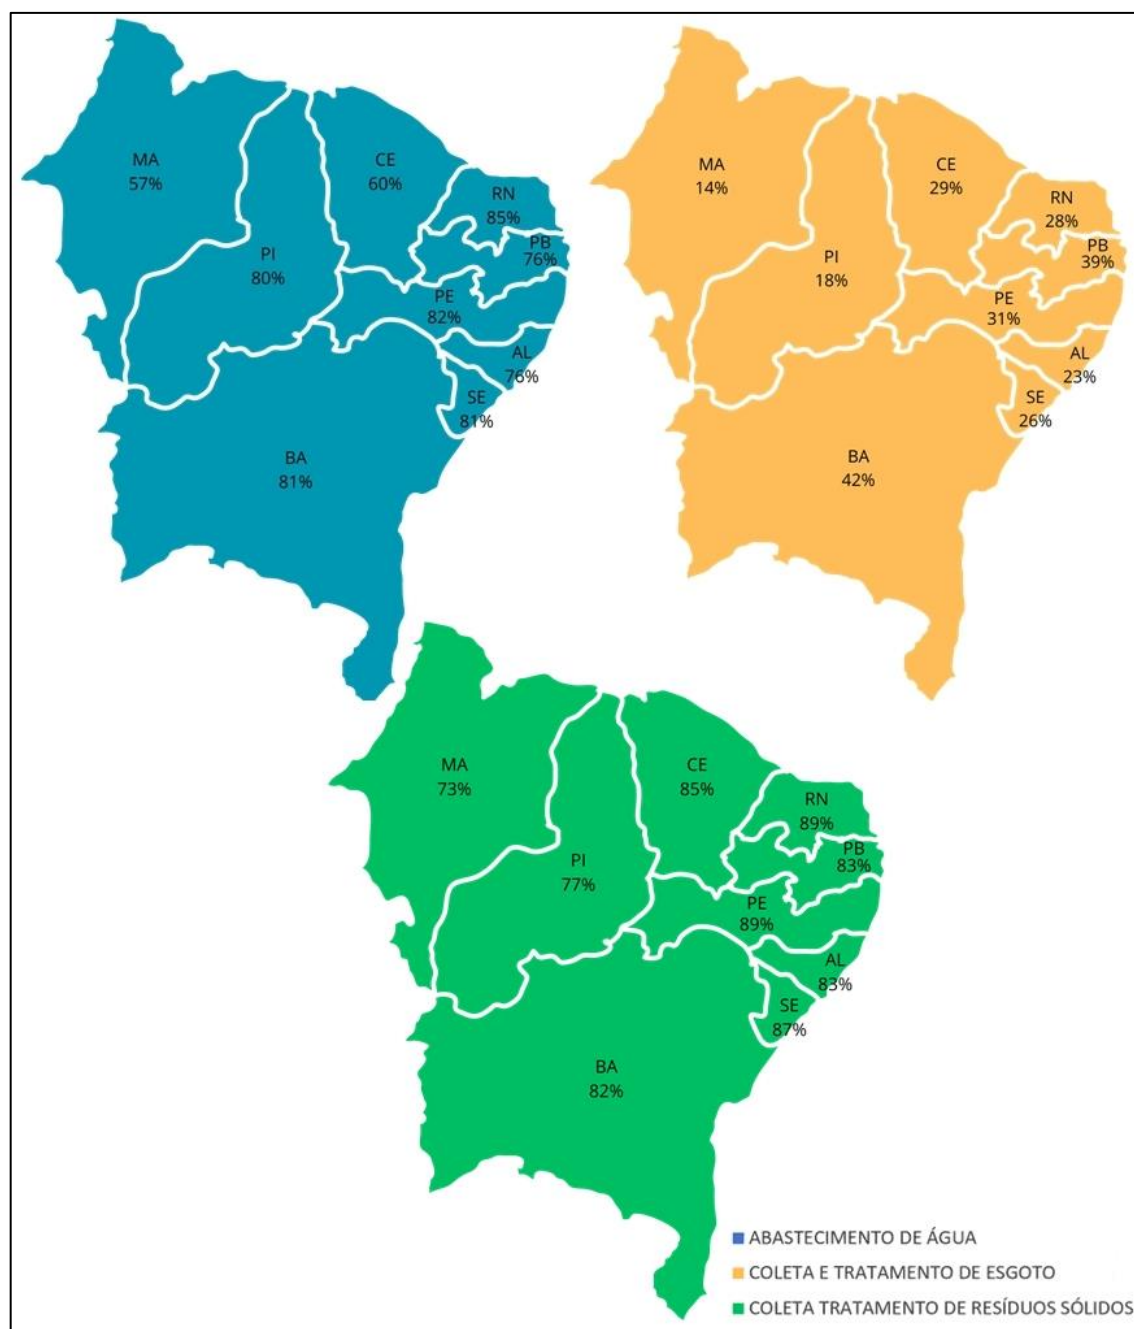 MA
57%
CE
60%
RN
85%
PB
76%
PI
80%
PE
82%
AL
76%
SE
81%
BA
81%
MA
14%
CE
29%
RN
28%
PB
39%
PI
18%
PE
31%
AL
23%
SE
26%
BA
42%
MA
73%
CE
85%
RN
89%
PB
83%
PI
77%
PE
89%
AL
83%
SE
87%
BA
82%
ABASTECIMENTO DE ÁGUA
COLETA E TRATAMENTO DE ESGOTO
COLETA TRATAMENTO DE RESÍDUOS SÓLIDOS